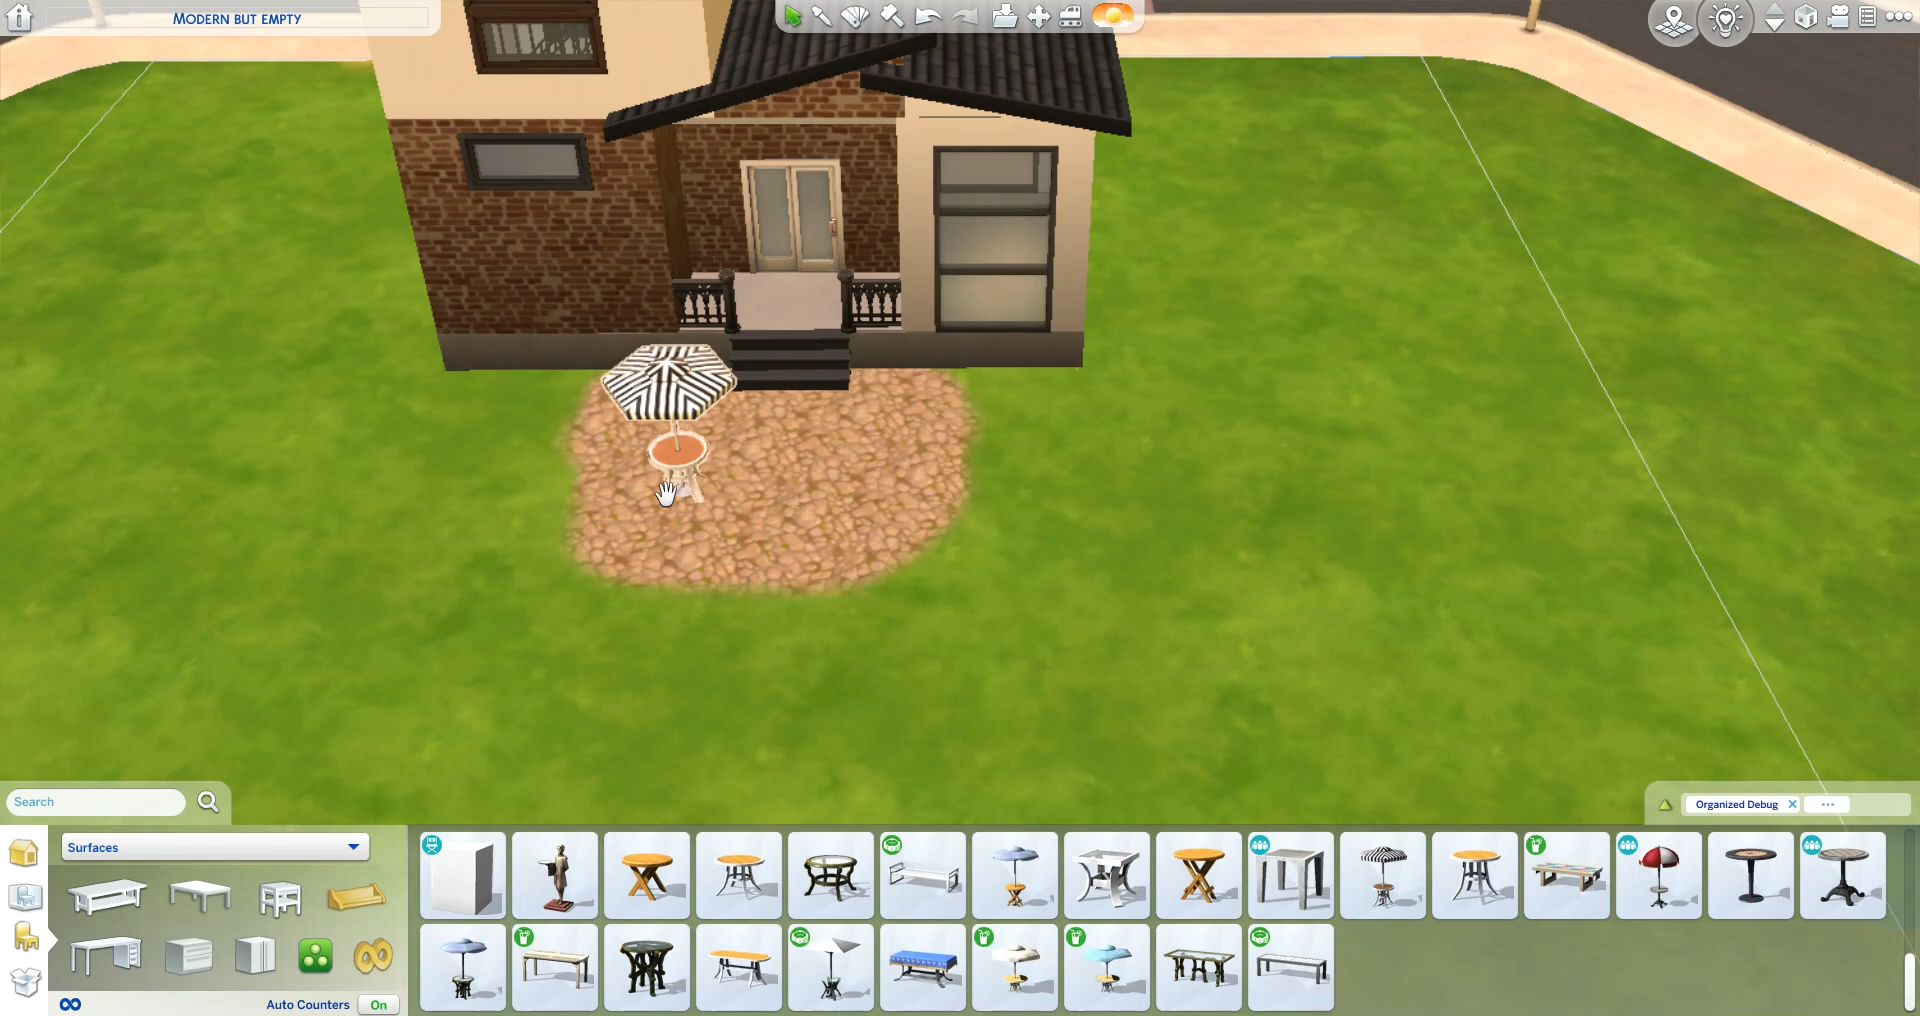 Modern but empty
Search
Organized Debug
Surfaces
Auto Counters
On